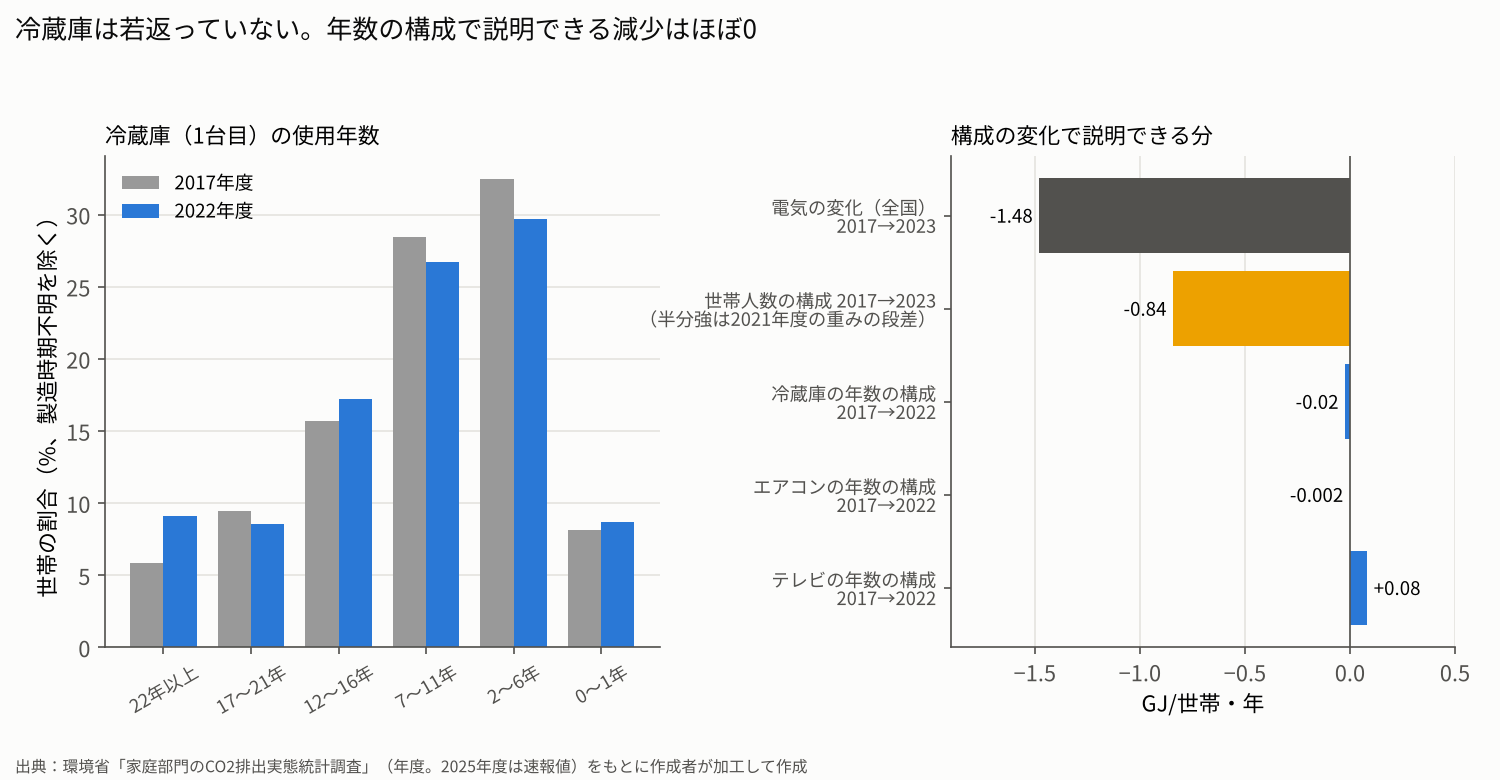 冷蔵庫は若返っていない。年数の構成で説明できる減少はほぼ0
冷蔵庫（1台目）の使用年数
世帯の割合（%、製造時期不明を除く）
2017年度
2022年度
30
25
20
15
10
5
0
22年以上
17～21年
12～16年
7～11年
2～6年
0～1年
構成の変化で説明できる分
電気の変化（全国）
2017→2023
-1.48
世帯人数の構成 2017→2023
（半分強は2021年度の重みの段差）
-0.84
冷蔵庫の年数の構成
2017→2022
-0.02
エアコンの年数の構成
2017→2022
-0.002
テレビの年数の構成
2017→2022
+0.08
−1.5
−1.0
−0.5
0.0
0.5
GJ/世帯・年
出典：環境省「家庭部門のCO2排出実態統計調査」（年度。2025年度は速報値）をもとに作成者が加工して作成